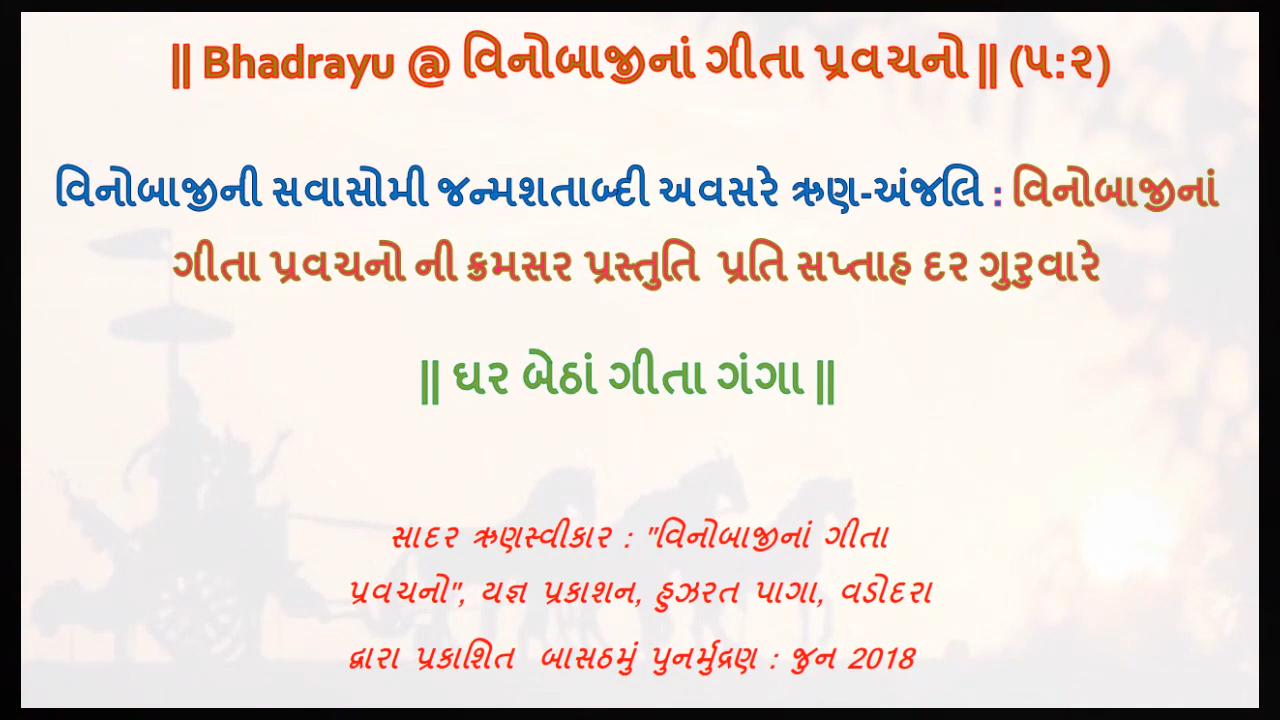 || Bhadrayu @ વિનોબાજીનાં ગીતા પ્રવચનો || (૫:૨)
વિનોબાજીની સવાસોમી જન્મશતાબ્દી અવસરે ઋણ-અંજલિ : વિનોબાજીનાં
ગીતા પ્રવચનો ની ક્રમસર પ્રસ્તુતિ પ્રતિ સપ્તાહ દર ગુરુવારે
|| ઘર બેઠાં ગીતા ગંગા ||
સાદર ઋણસ્વીકાર : "વિનોબાજીનાં ગીતા
પ્રવચનો", યજ્ઞ પ્રકાશન, હુઝરત પાગા, વડોદરા
દ્વારા પ્રકાશિત બાસઠમું પુનર્મુદ્રણ : જુન 2018